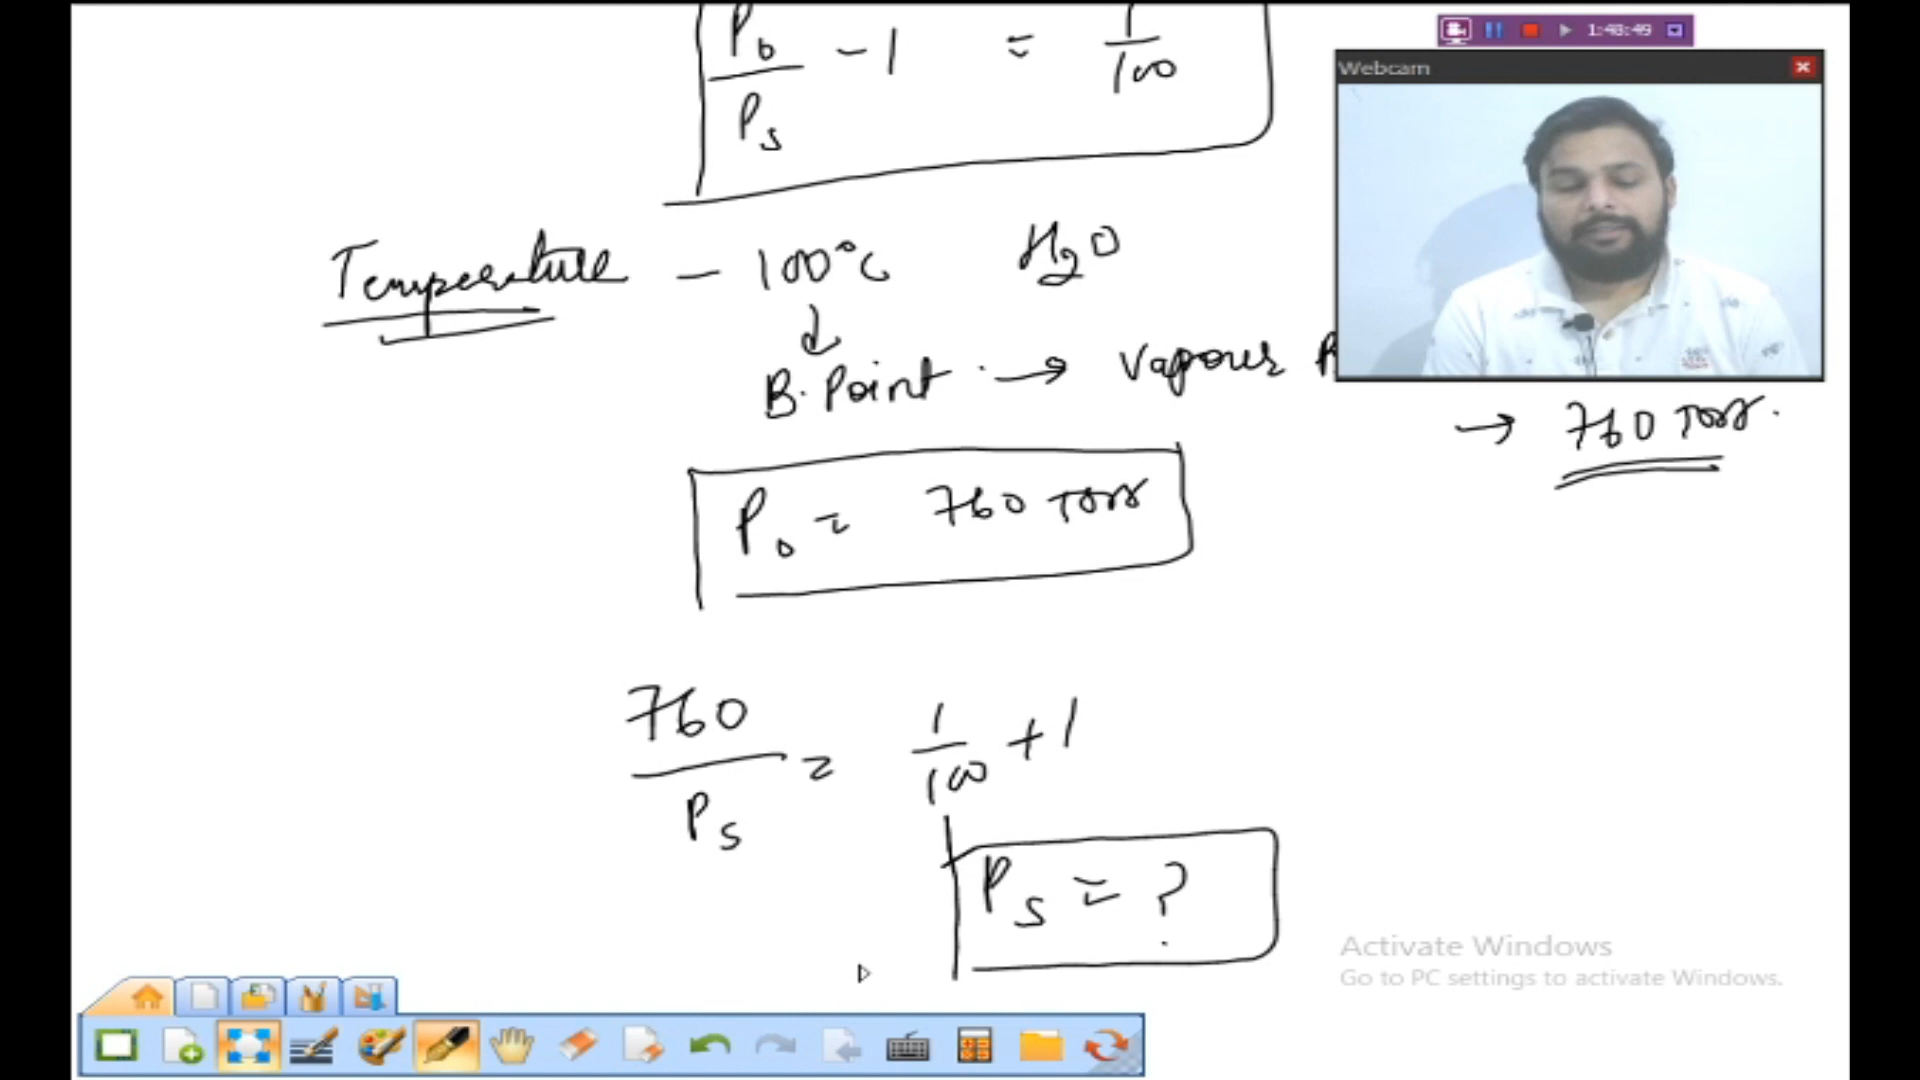 P₀/Pₛ - 1 = 1/100
1:48:49
Webcam
Temperature - 100°C H₂O
↓
B. Point → Vapour
→ 760 Torr.
P₀ = 760 Torr
760/Pₛ = 1/100 + 1
Pₛ = ?
Activate Windows
Go to PC settings to activate Windows.